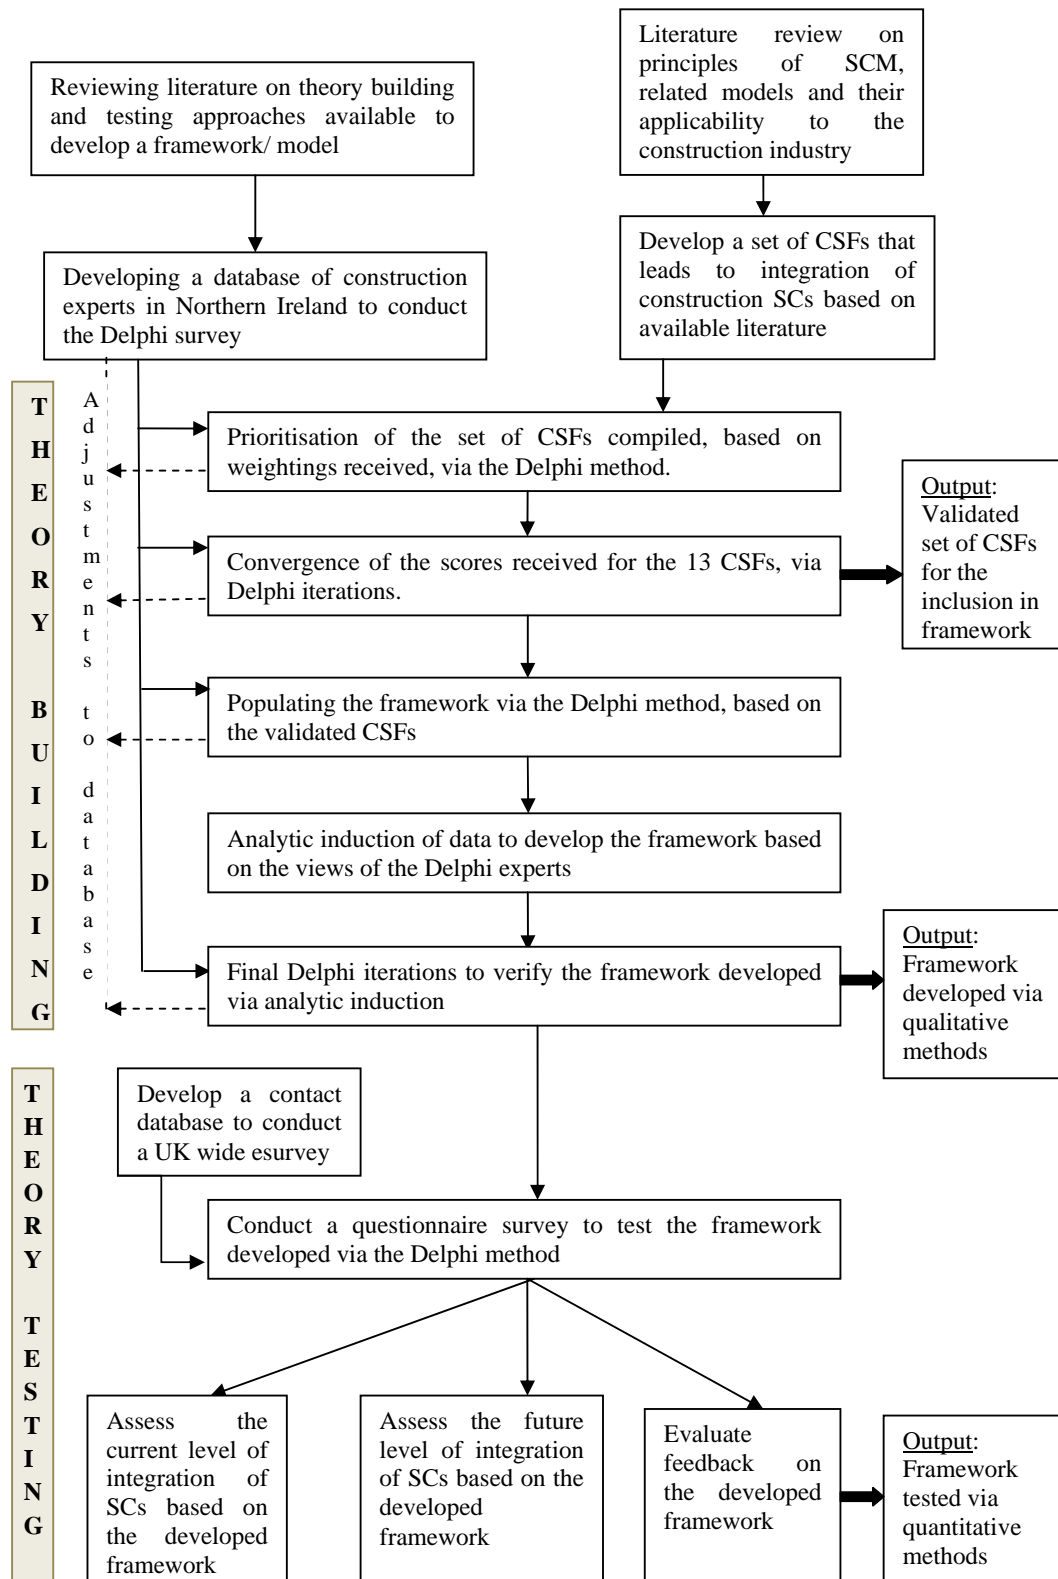 Literature review on
principles of SCM,
related models and their
applicability to the
construction industry
Reviewing literature on theory building
and testing approaches available to
develop a framework/ model
Develop a set of CSFs that
leads to integration of
construction SCs based on
available literature
Developing a database of construction
experts in Northern Ireland to conduct
the Delphi survey
THEORY BUILDING
Adjustments to database
Prioritisation of the set of CSFs compiled, based on
weightings received, via the Delphi method.
Convergence of the scores received for the 13 CSFs, via
Delphi iterations.
Output:
Validated
set of CSFs
for the
inclusion in
framework
Populating the framework via the Delphi method, based on
the validated CSFs
Analytic induction of data to develop the framework based
on the views of the Delphi experts
Final Delphi iterations to verify the framework developed
via analytic induction
Output:
Framework
developed via
qualitative
methods
THEORY TESTING
Develop a contact
database to conduct
a UK wide esurvey
Conduct a questionnaire survey to test the framework
developed via the Delphi method
Assess the
current level of
integration of
SCs based on
the developed
framework
Assess the future
level of integration
of SCs based on the
developed
framework
Evaluate
feedback on
the developed
framework
Output:
Framework
tested via
quantitative
methods